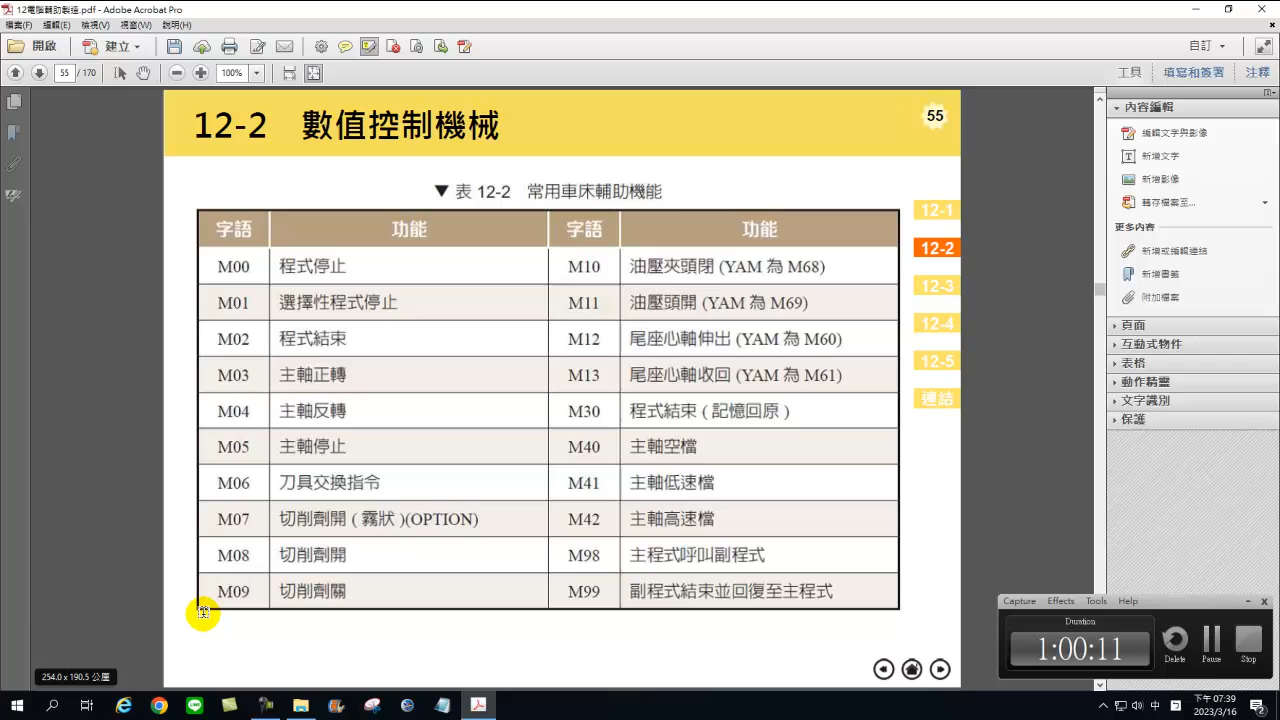 12電腦輔助製造.pdf - Adobe Acrobat Pro
檔案(F) 編輯(E) 檢視(V) 視窗(W) 說明(H)
開啟 建立 自訂
55 / 170 100% 工具 填寫和簽署 注釋
12-2 數值控制機械 55
▼ 表 12-2 常用車床輔助機能
字語 功能 字語 功能
M00 程式停止 M10 油壓夾頭閉 (YAM 為 M68)
M01 選擇性程式停止 M11 油壓頭開 (YAM 為 M69)
M02 程式結束 M12 尾座心軸伸出 (YAM 為 M60)
M03 主軸正轉 M13 尾座心軸收回 (YAM 為 M61)
M04 主軸反轉 M30 程式結束 ( 記憶回原 )
M05 主軸停止 M40 主軸空檔
M06 刀具交換指令 M41 主軸低速檔
M07 切削劑開 ( 霧狀 )(OPTION) M42 主軸高速檔
M08 切削劑開 M98 主程式呼叫副程式
M09 切削劑關 M99 副程式結束並回復至主程式
12-1
12-2
12-3
12-4
12-5
連結
內容編輯
編輯文字與影像
新增文字
新增影像
轉存檔案至...
更多內容
新增或編輯連結
新增書籤
附加檔案
頁面
互動式物件
表格
動作精靈
文字識別
保護
Capture Effects Tools Help
Duration
1:00:11
Delete Pause Stop
254.0 x 190.5 公厘
中
下午 07:39
2023/3/16
2